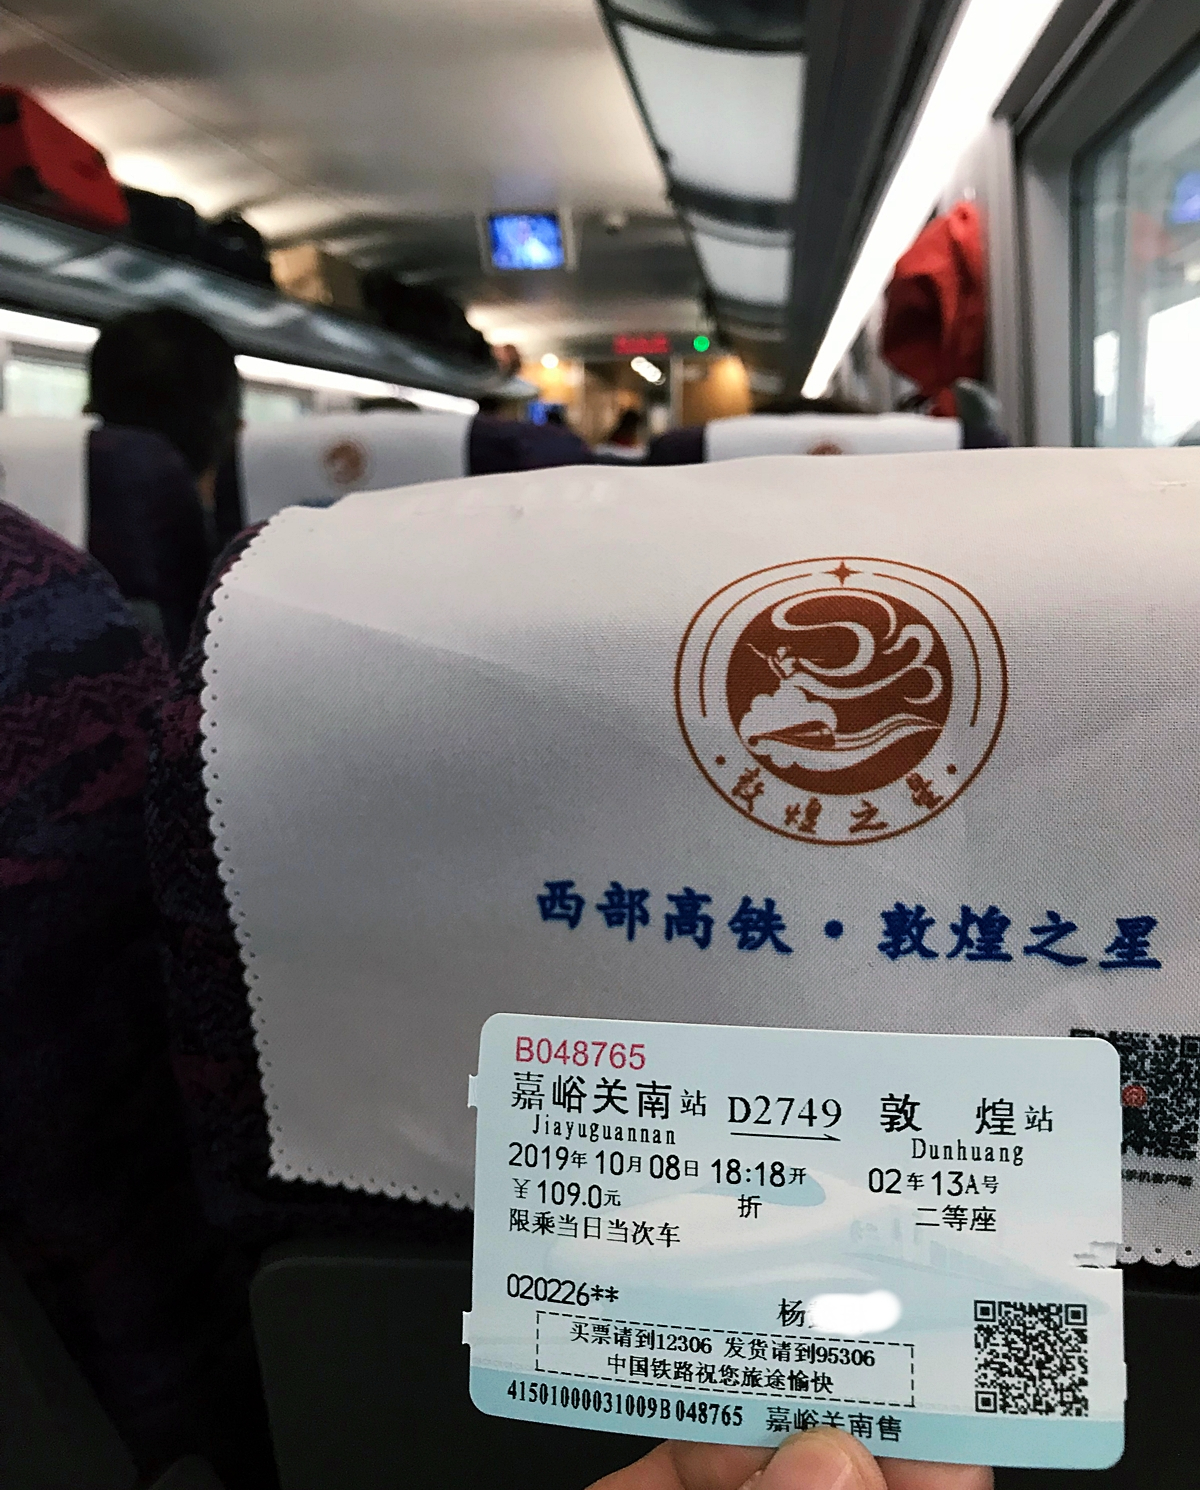 敦煌之星
西部高铁·敦煌之星
B048765
嘉峪关南站 D2749 敦煌站
Jiayuguannan Dunhuang
2019年10月08日 18:18开 02车13A号
￥109.0元 折 二等座
限乘当日当次车
020226** 杨
买票请到12306 发货请到95306
中国铁路祝您旅途愉快
41501000031009B048765 嘉峪关南售